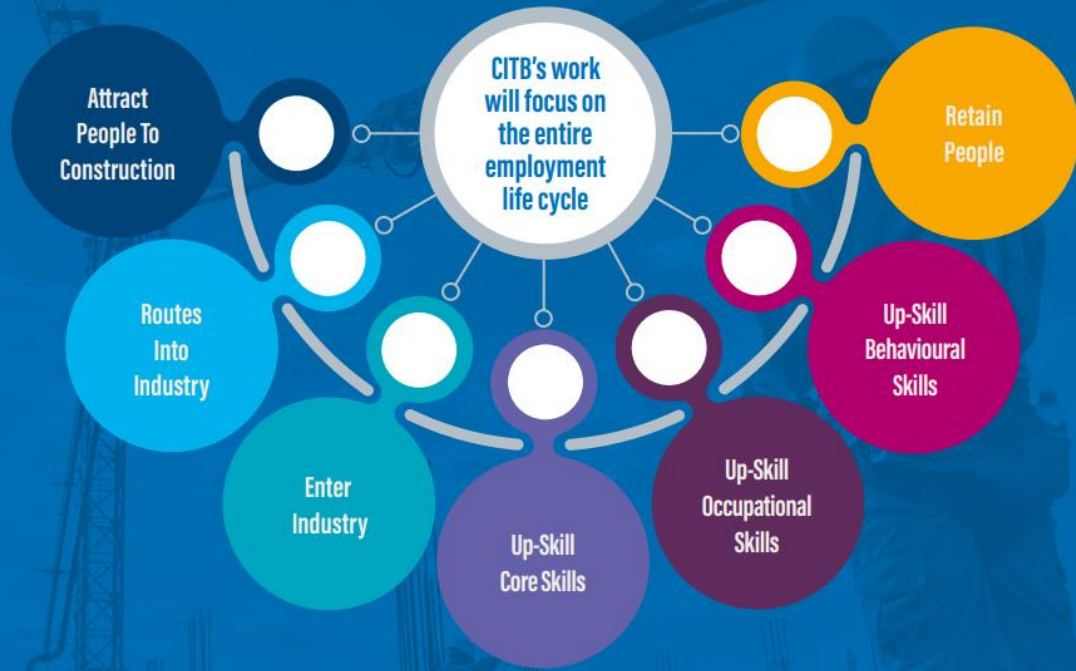 CITB's work
will focus on
the entire
employment
life cycle
Attract
People To
Construction
Routes
Into
Industry
Enter
Industry
Up-Skill
Core Skills
Up-Skill
Occupational
Skills
Up-Skill
Behavioural
Skills
Retain
People